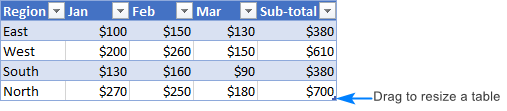 Region Jan Feb Mar Sub-total
East $100 $150 $130 $380
West $200 $260 $150 $610
South $130 $160 $90 $380
North $270 $250 $180 $700
Drag to resize a table